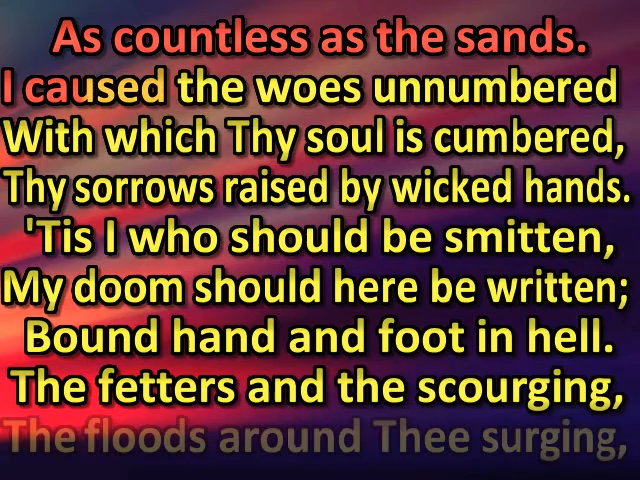 As countless as the sands.
I caused the woes unnumbered
With which Thy soul is cumbered,
Thy sorrows raised by wicked hands.
'Tis I who should be smitten,
My doom should here be written;
Bound hand and foot in hell.
The fetters and the scourging,
The floods around Thee surging,